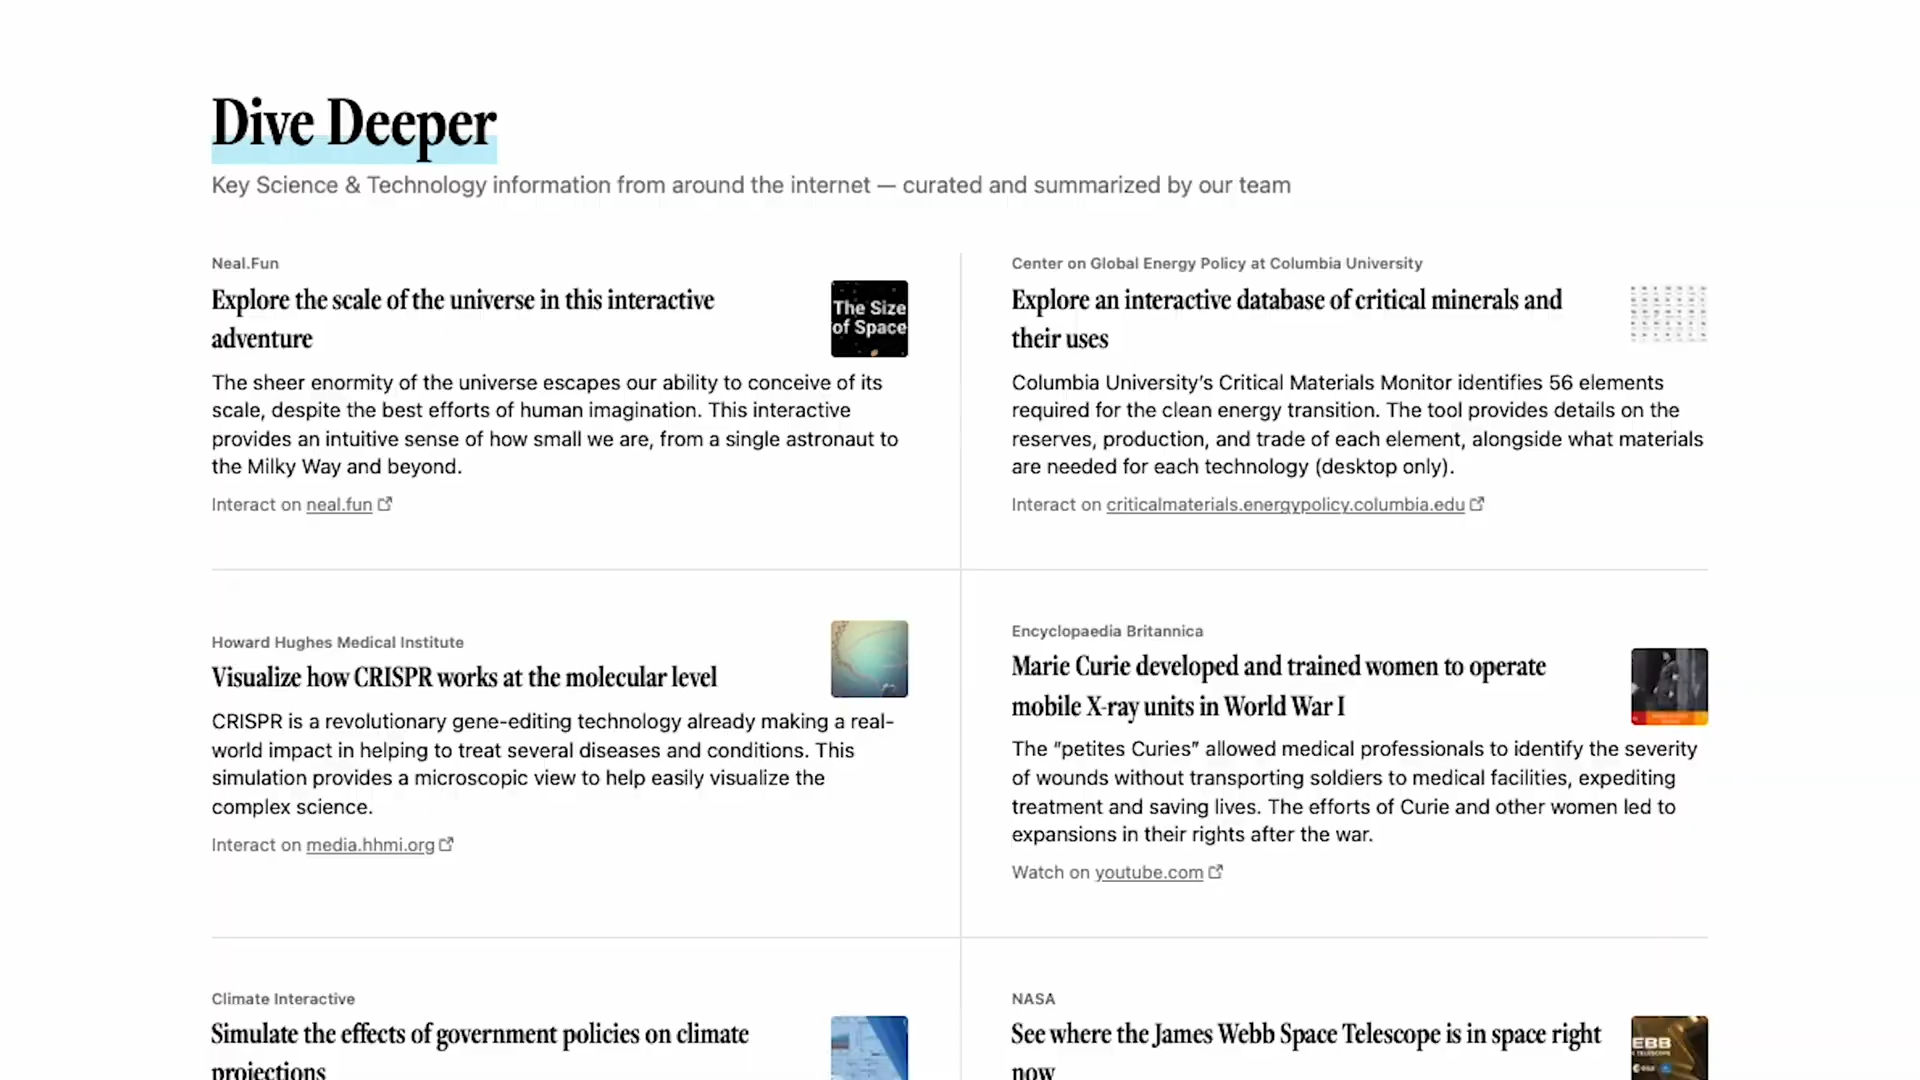 Dive Deeper
Key Science & Technology information from around the internet — curated and summarized by our team
Neal.Fun
Explore the scale of the universe in this interactive
adventure
The Size
of Space
The sheer enormity of the universe escapes our ability to conceive of its
scale, despite the best efforts of human imagination. This interactive
provides an intuitive sense of how small we are, from a single astronaut to
the Milky Way and beyond.
Interact on neal.fun
Center on Global Energy Policy at Columbia University
Explore an interactive database of critical minerals and
their uses
Columbia University’s Critical Materials Monitor identifies 56 elements
required for the clean energy transition. The tool provides details on the
reserves, production, and trade of each element, alongside what materials
are needed for each technology (desktop only).
Interact on criticalmaterials.energypolicy.columbia.edu
Howard Hughes Medical Institute
Visualize how CRISPR works at the molecular level
CRISPR is a revolutionary gene-editing technology already making a real-
world impact in helping to treat several diseases and conditions. This
simulation provides a microscopic view to help easily visualize the
complex science.
Interact on media.hhmi.org
Encyclopaedia Britannica
Marie Curie developed and trained women to operate
mobile X-ray units in World War I
The “petites Curies” allowed medical professionals to identify the severity
of wounds without transporting soldiers to medical facilities, expediting
treatment and saving lives. The efforts of Curie and other women led to
expansions in their rights after the war.
Watch on youtube.com
Climate Interactive
Simulate the effects of government policies on climate
projections
NASA
See where the James Webb Space Telescope is in space right
now
EBB